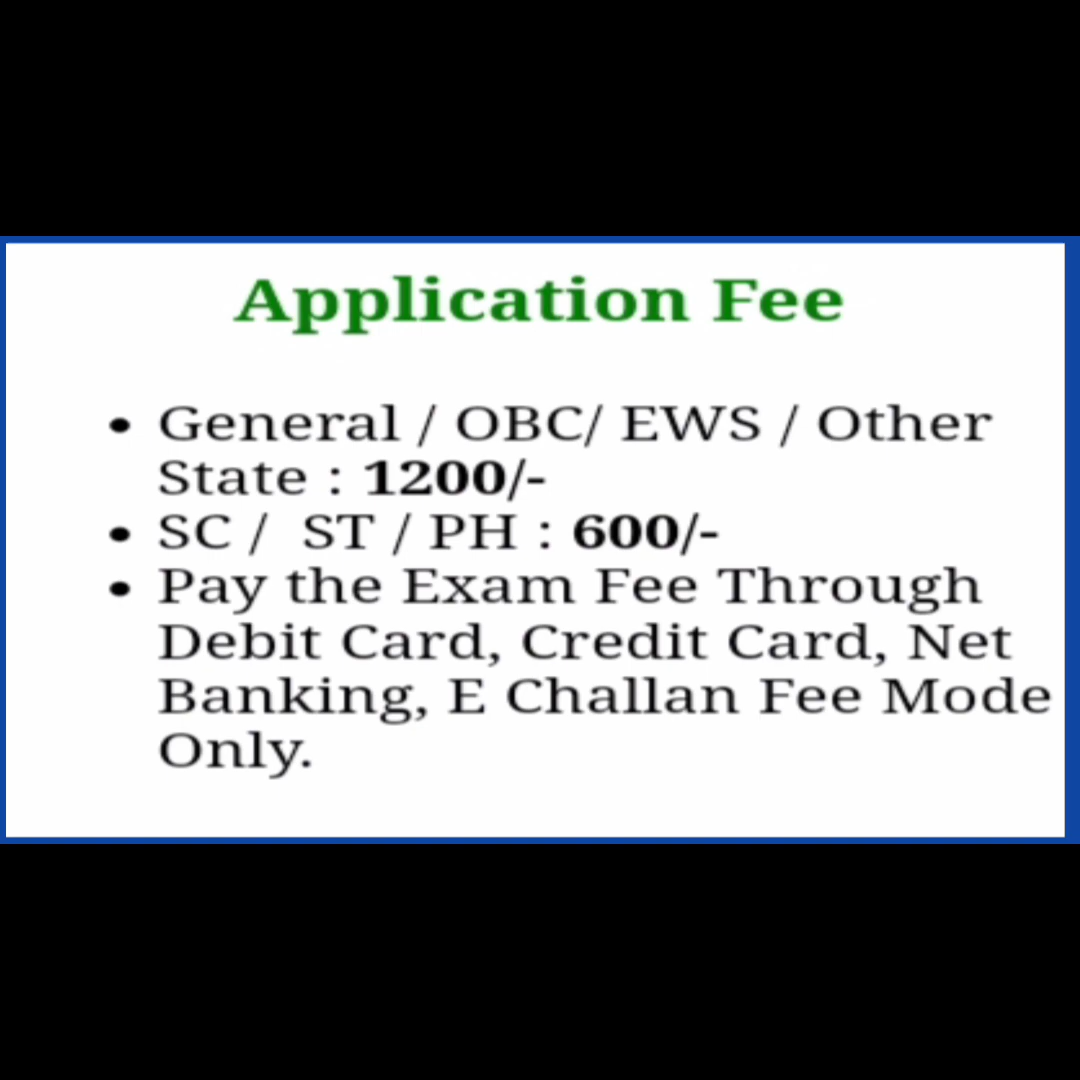 Application Fee
• General / OBC/ EWS / Other
State : 1200/-
• SC /  ST / PH : 600/-
• Pay the Exam Fee Through
Debit Card, Credit Card, Net
Banking, E Challan Fee Mode
Only.